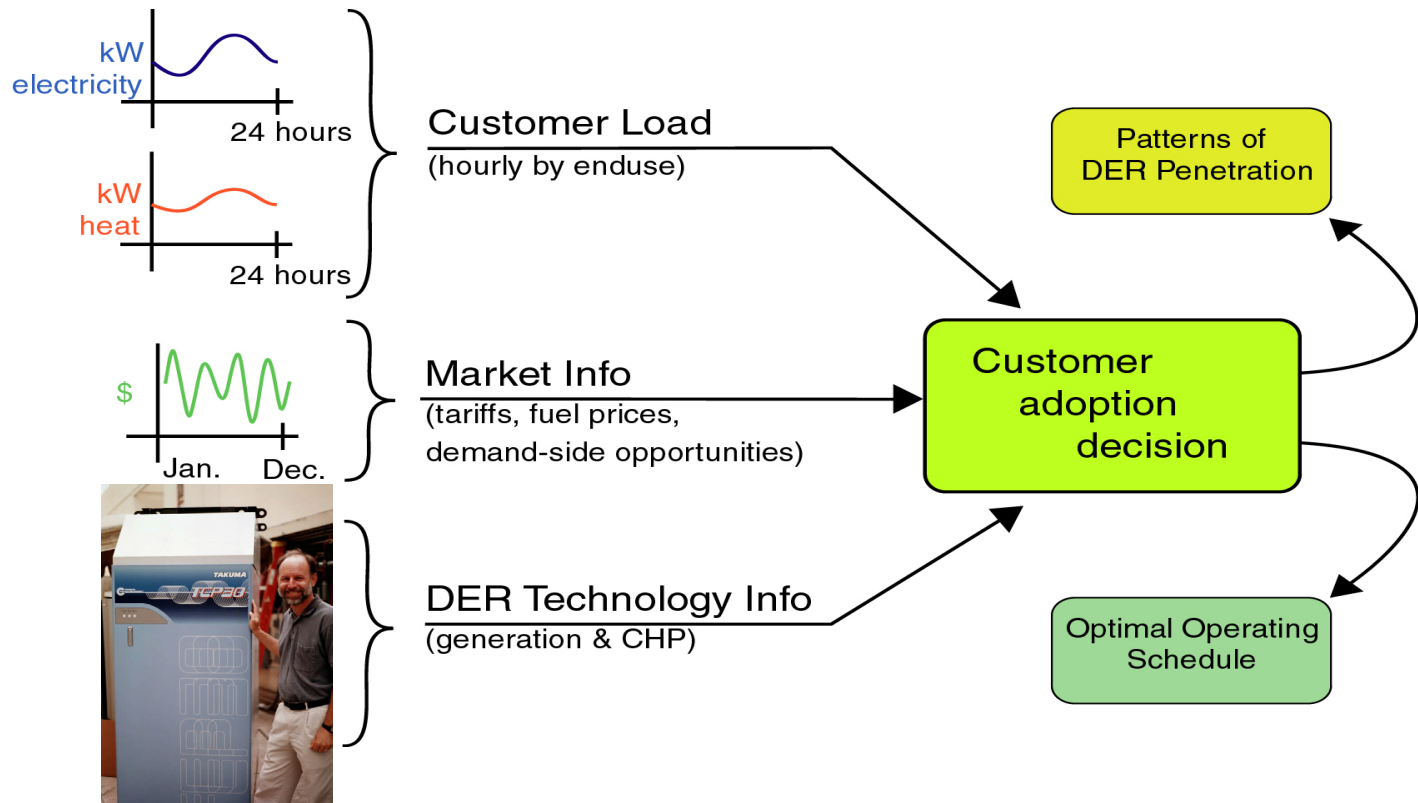 kW
electricity
24 hours
kW
heat
24 hours
Customer Load
(hourly by enduse)
$
Jan.
Dec.
Market Info
(tariffs, fuel prices,
demand-side opportunities)
TAKUMA
TCP30
DER Technology Info
(generation & CHP)
Customer
adoption
decision
Patterns of
DER Penetration
Optimal Operating
Schedule